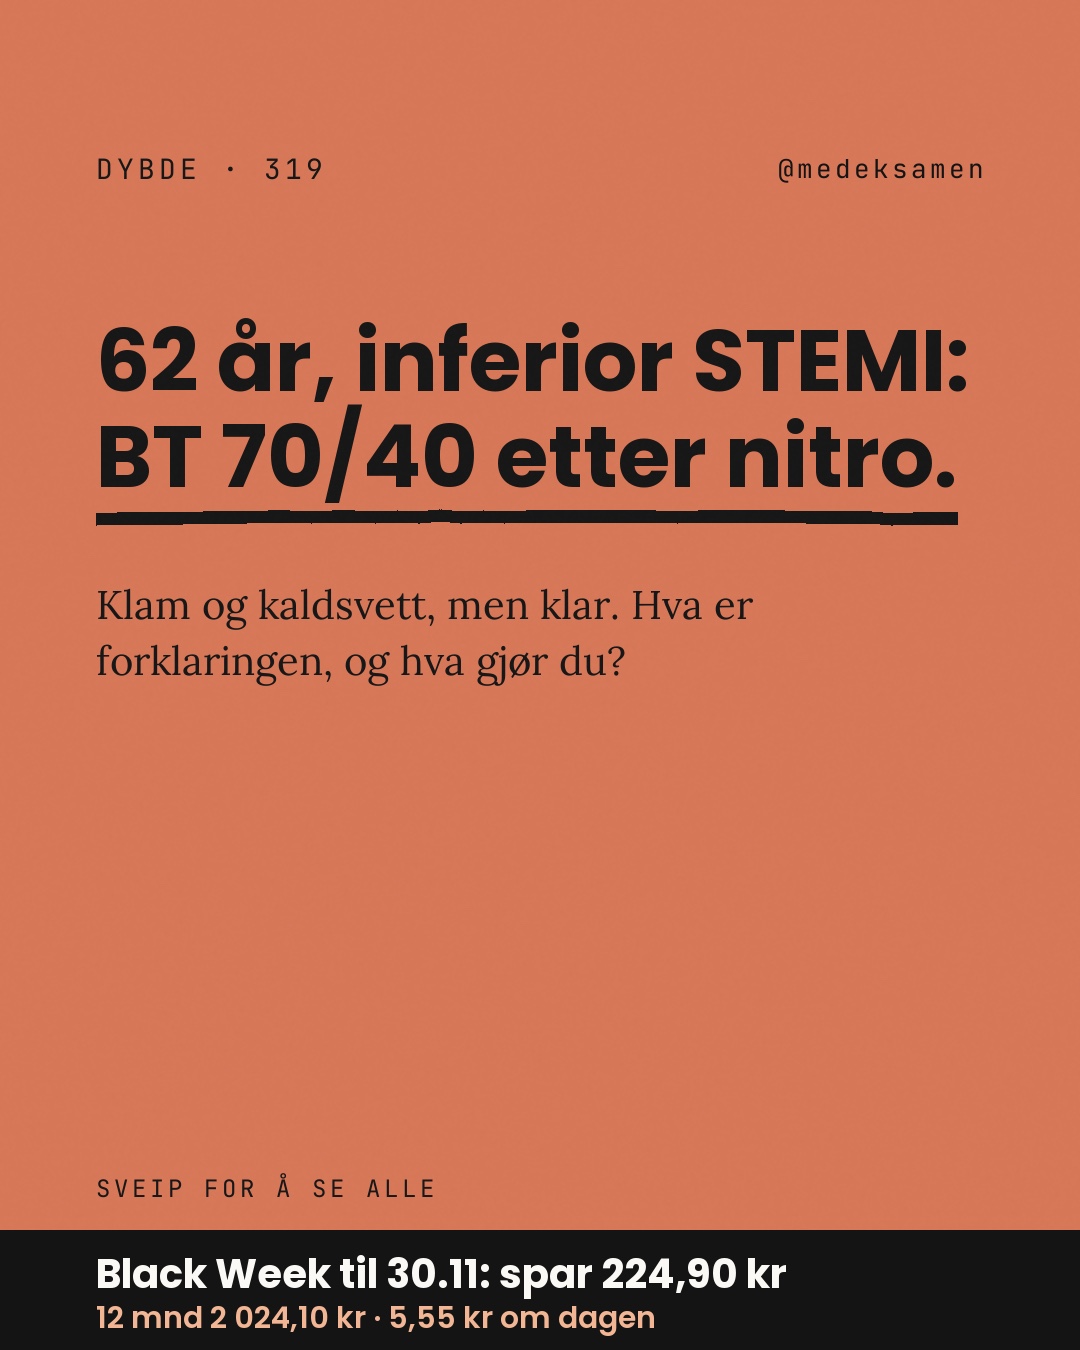 DYBDE · 319
@medeksamen
62 år, inferior STEMI:
BT 70/40 etter nitro.
Klam og kaldsvett, men klar. Hva er
forklaringen, og hva gjør du?
SVEIP FOR Å SE ALLE
Black Week til 30.11: spar 224,90 kr
12 mnd 2 024,10 kr · 5,55 kr om dagen